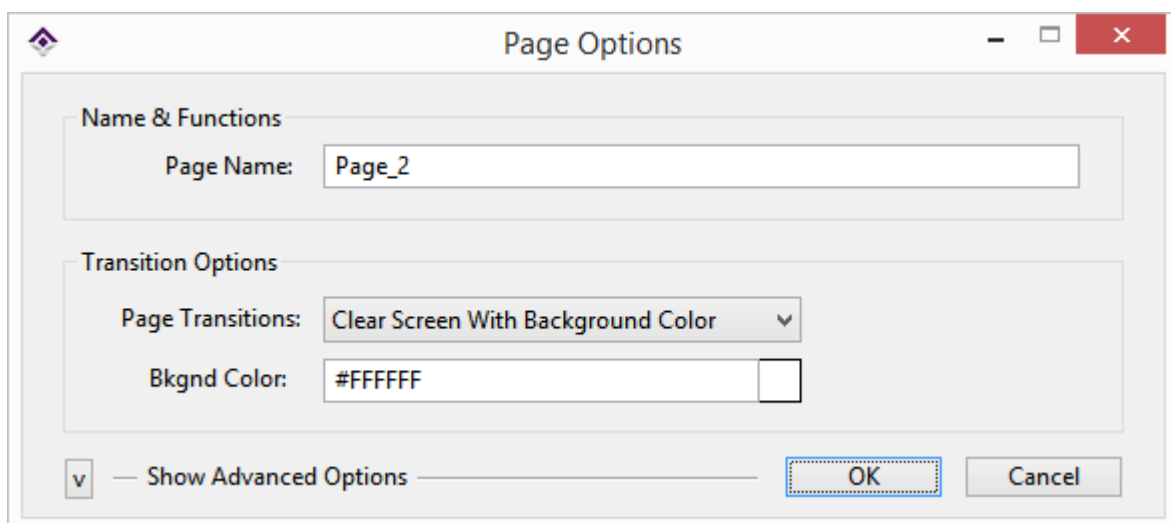 Page Options
Name & Functions
Page Name: Page_2
Transition Options
Page Transitions: Clear Screen With Background Color
Bkgnd Color: #FFFFFF
v Show Advanced Options OK Cancel